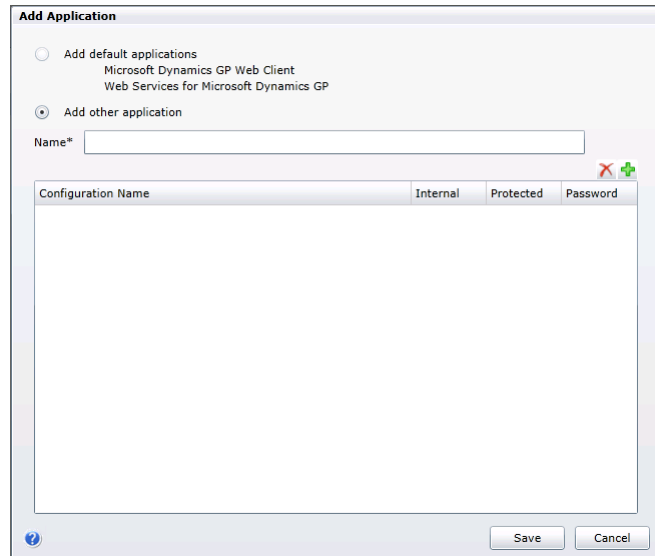 Add Application
Add default applications
Microsoft Dynamics GP Web Client
Web Services for Microsoft Dynamics GP
Add other application
Name*
Configuration Name Internal Protected Password
?
Save Cancel